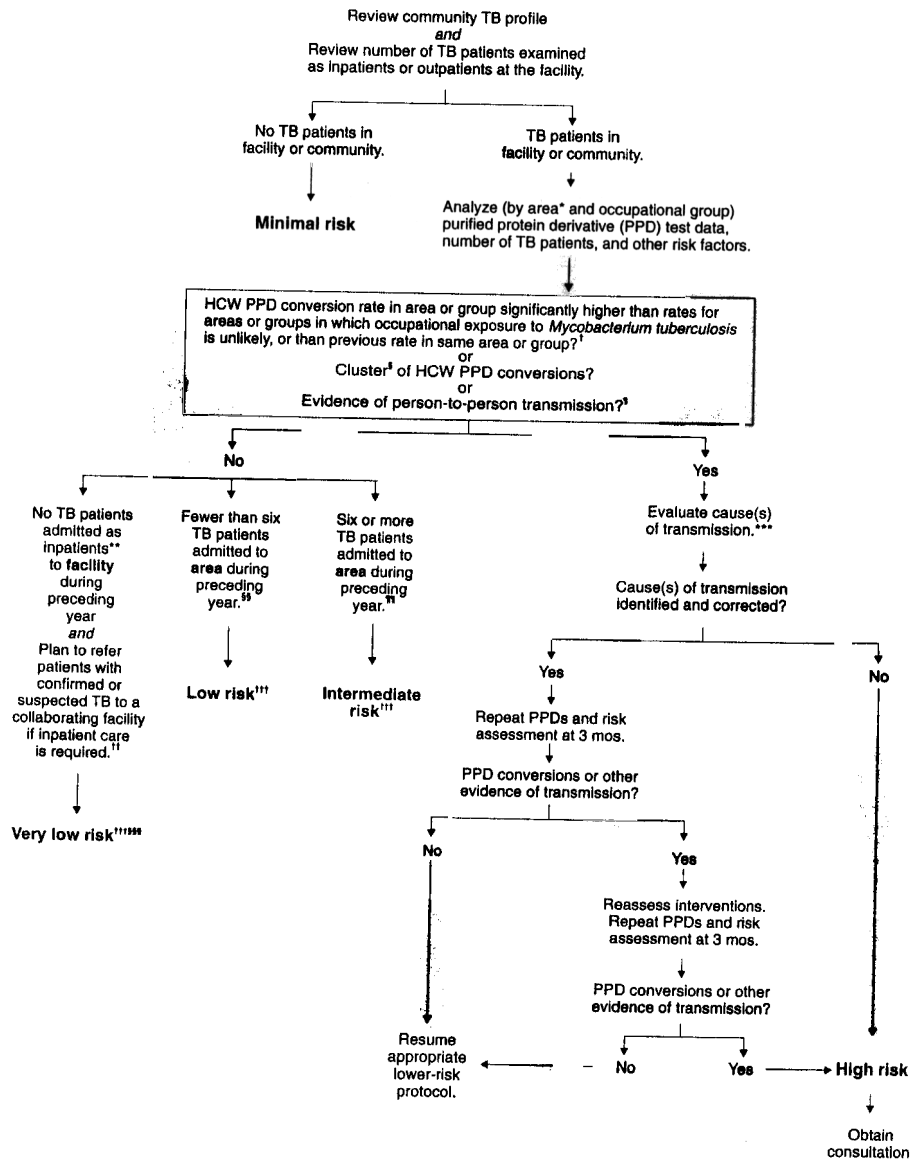 Review community TB profile
and
Review number of TB patients examined
as inpatients or outpatients at the facility.
No TB patients in
facility or community.
Minimal risk
TB patients in
facility or community.
Analyze (by area* and occupational group)
purified protein derivative (PPD) test data,
number of TB patients, and other risk factors.
HCW PPD conversion rate in area or group significantly higher than rates for
areas or groups in which occupational exposure to Mycobacterium tuberculosis
is unlikely, or than previous rate in same area or group?†
or
Cluster§ of HCW PPD conversions?
or
Evidence of person-to-person transmission?¶
No
No TB patients
admitted as
inpatients**
to facility
during
preceding
year
and
Plan to refer
patients with
confirmed or
suspected TB to a
collaborating facility
if inpatient care
is required.††
Very low risk†††§§§
Fewer than six
TB patients
admitted to
area during
preceding
year.§§
Low risk†††
Six or more
TB patients
admitted to
area during
preceding
year.¶¶
Intermediate
risk†††
Yes
Evaluate cause(s)
of transmission.***
Cause(s) of transmission
identified and corrected?
Yes
Repeat PPDs and risk
assessment at 3 mos.
PPD conversions or other
evidence of transmission?
No
Resume
appropriate
lower-risk
protocol.
Yes
Reassess interventions.
Repeat PPDs and risk
assessment at 3 mos.
PPD conversions or other
evidence of transmission?
No
Yes
No
High risk
Obtain
consultation